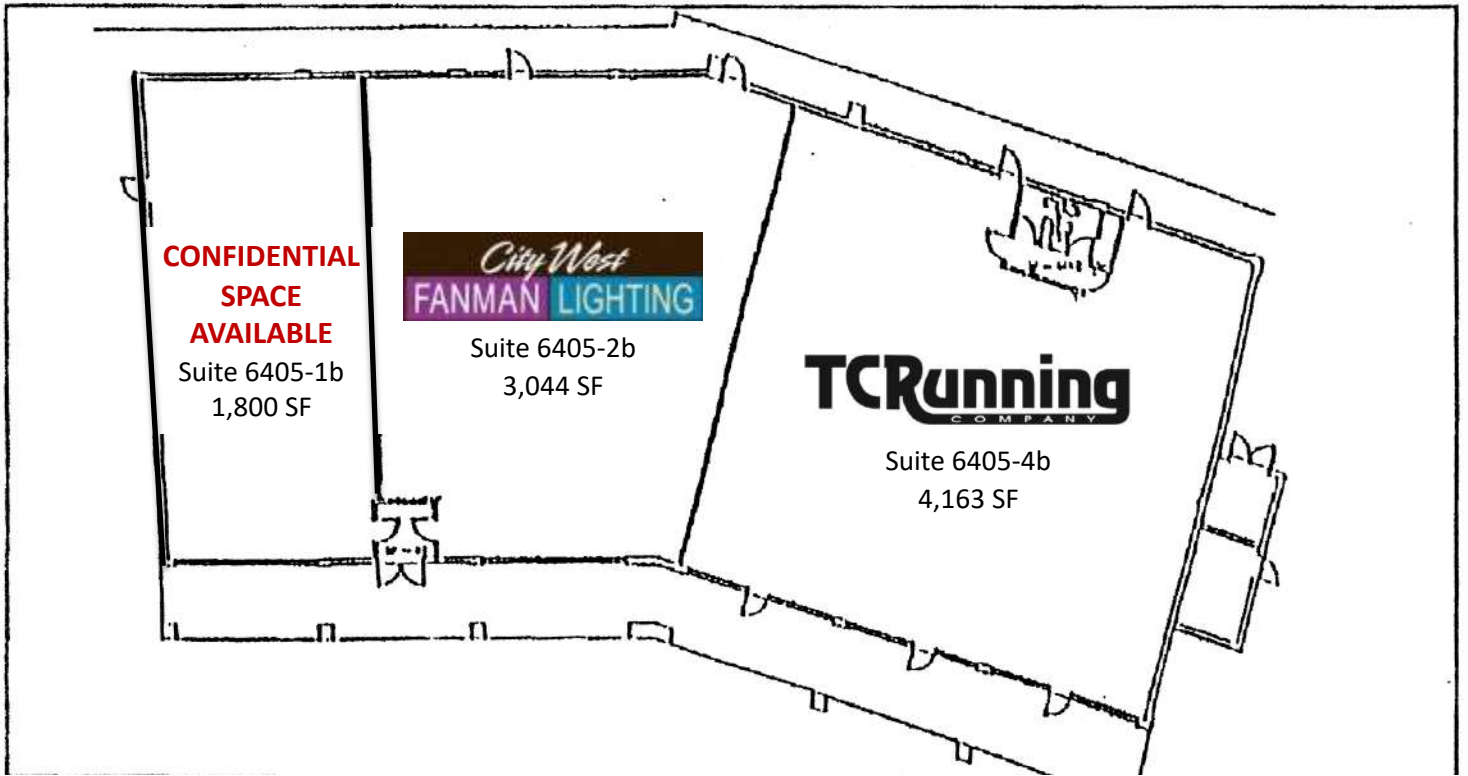 CONFIDENTIAL
SPACE
AVAILABLE
Suite 6405-1b
1,800 SF
City West
FANMAN LIGHTING
Suite 6405-2b
3,044 SF
TCRunning
COMPANY
Suite 6405-4b
4,163 SF